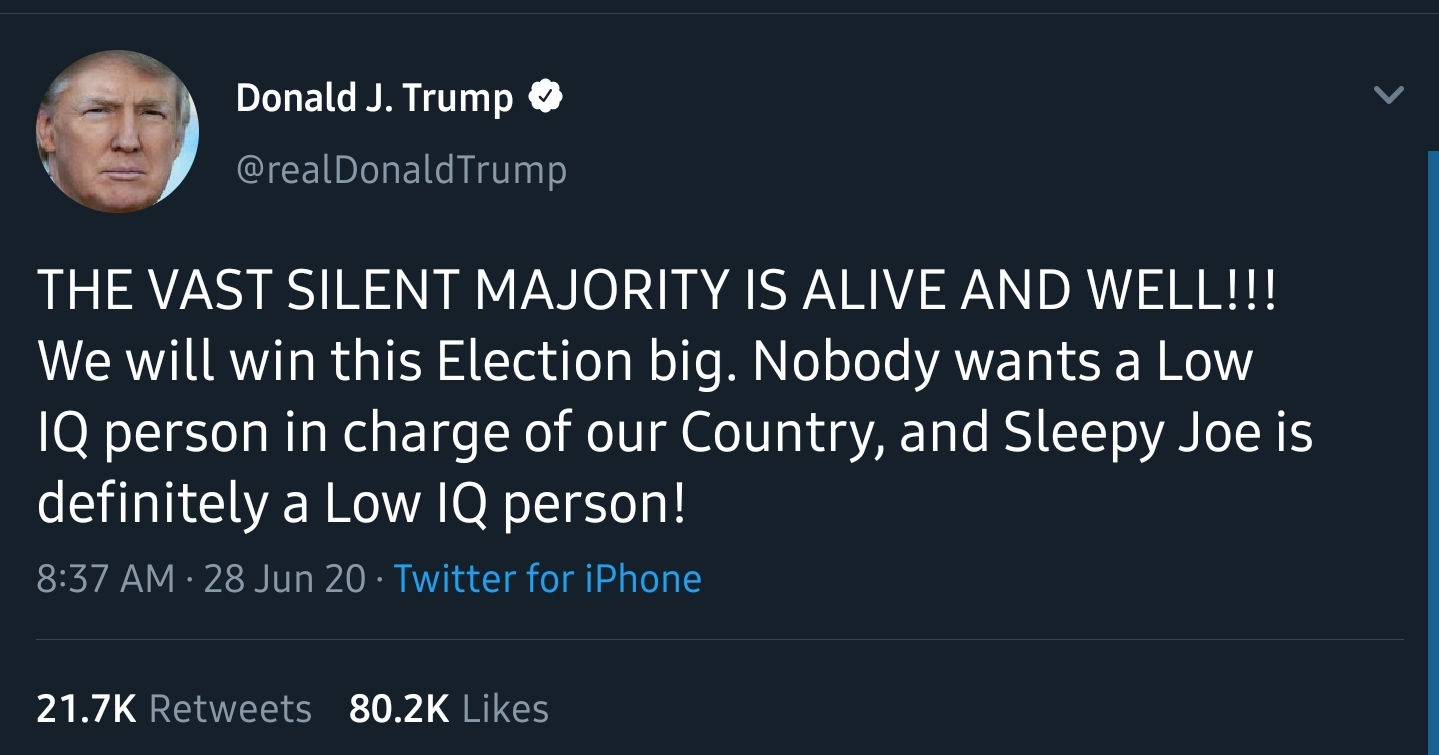 Donald J. Trump
@realDonaldTrump
THE VAST SILENT MAJORITY IS ALIVE AND WELL!!!
We will win this Election big. Nobody wants a Low
IQ person in charge of our Country, and Sleepy Joe is
definitely a Low IQ person!
8:37 AM · 28 Jun 20 · Twitter for iPhone
21.7K Retweets 80.2K Likes